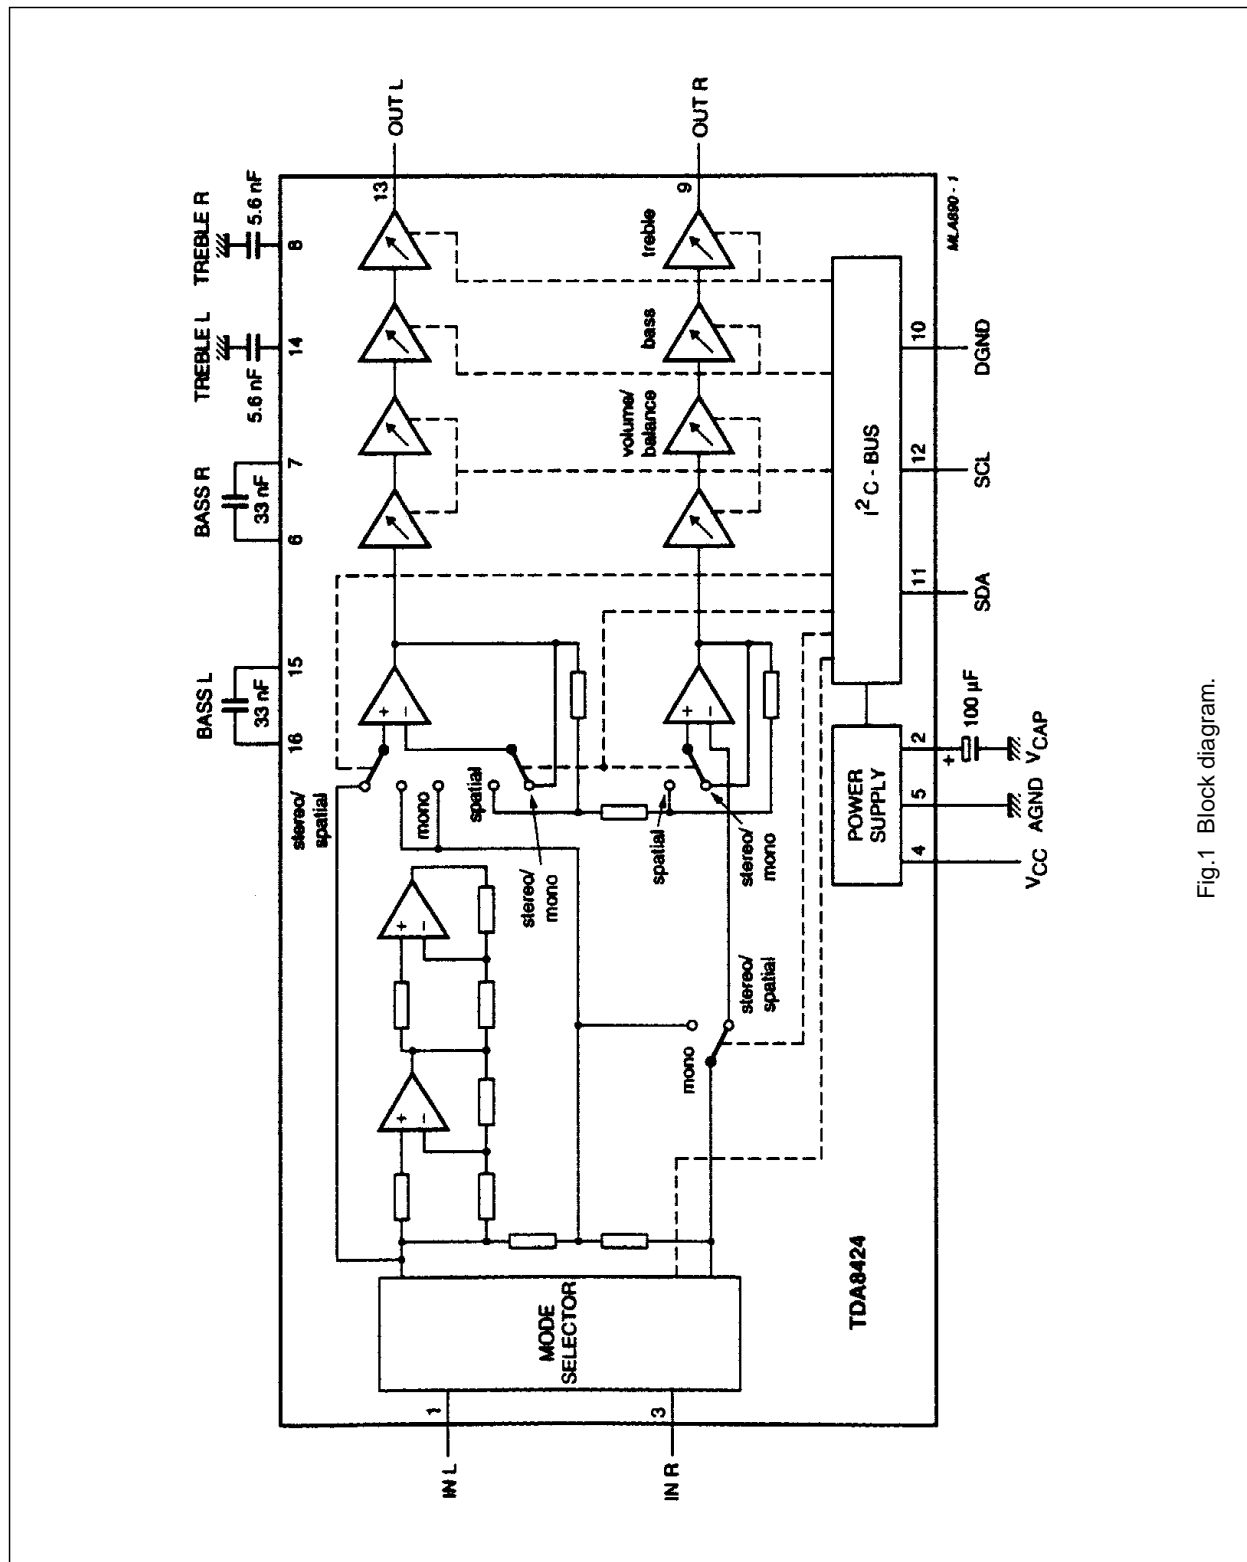 BASS L
BASS R
TREBLE L
TREBLE R
33 nF
33 nF
5.6 nF
5.6 nF
16
15
6
7
14
8
stereo/
spatial
mono
spatial
stereo/
mono
+
−
+
−
+
−
13
OUT L
IN L
1
MODE
SELECTOR
IN R
3
mono
stereo/
spatial
spatial
stereo/
mono
+
−
volume/
balance
bass
treble
9
OUT R
TDA8424
POWER
SUPPLY
I²C - BUS
4
5
2
11
12
10
+
100 µF
VCC
AGND
VCAP
SDA
SCL
DGND
MLA890 - 1
Fig.1 Block diagram.